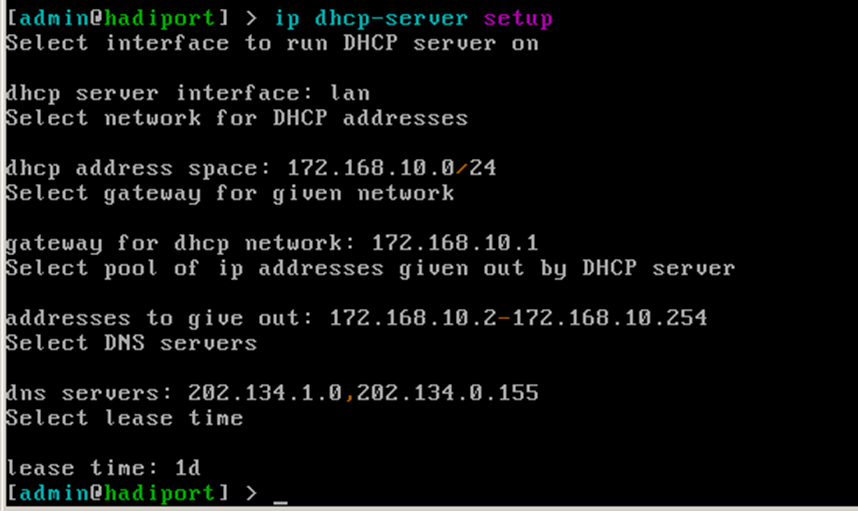 [admin@hadiport] > ip dhcp-server setup
Select interface to run DHCP server on
dhcp server interface: lan
Select network for DHCP addresses
dhcp address space: 172.168.10.0/24
Select gateway for given network
gateway for dhcp network: 172.168.10.1
Select pool of ip addresses given out by DHCP server
addresses to give out: 172.168.10.2-172.168.10.254
Select DNS servers
dns servers: 202.134.1.0,202.134.0.155
Select lease time
lease time: 1d
[admin@hadiport] > _